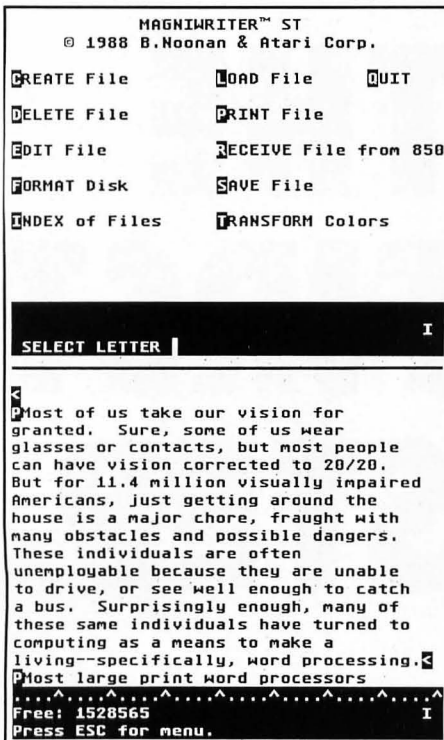 MAGNIWRITER™ ST
© 1988 B.Noonan & Atari Corp.
CREATE File LOAD File QUIT
DELETE File PRINT File
EDIT File RECEIVE File from 850
FORMAT Disk SAVE File
INDEX of Files TRANSFORM Colors
I
SELECT LETTER
<
PMost of us take our vision for
granted. Sure, some of us wear
glasses or contacts, but most people
can have vision corrected to 20/20.
But for 11.4 million visually impaired
Americans, just getting around the
house is a major chore, fraught with
many obstacles and possible dangers.
These individuals are often
unemployable because they are unable
to drive, or see well enough to catch
a bus. Surprisingly enough, many of
these same individuals have turned to
computing as a means to make a
living--specifically, word processing.<
PMost large print word processors
....^....^....^....^....^....^....^....^
Free: 1528565 I
Press ESC for menu.